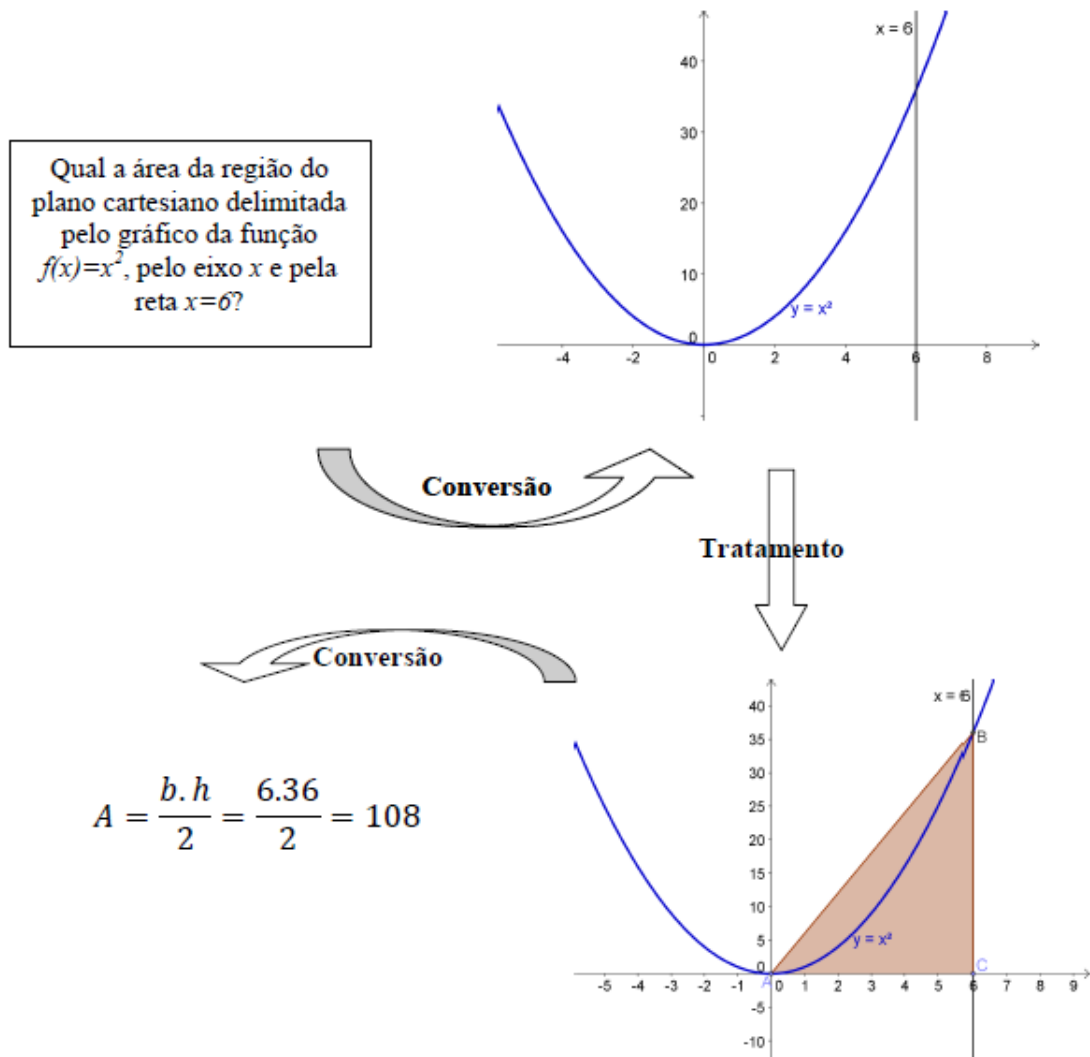 Qual a área da região do
plano cartesiano delimitada
pelo gráfico da função
f(x)=x², pelo eixo x e pela
reta x=6?
x = 6
40
30
20
10
0
y = x²
-4 -2 0 2 4 6 8
Conversão
Tratamento
Conversão
A = b.h/2 = 6.36/2 = 108
x = 6
40
35
30
25
20
15
10
5
0
-5
-10
B
y = x²
A
C
-5 -4 -3 -2 -1 0 1 2 3 4 5 6 7 8 9